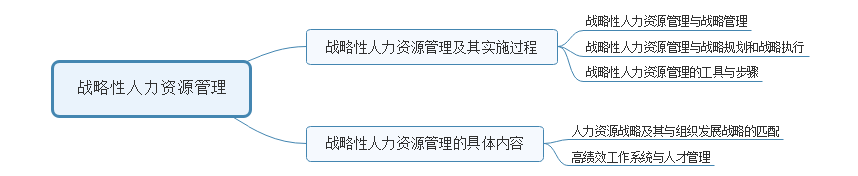 战略性人力资源管理
战略性人力资源管理及其实施过程
战略性人力资源管理与战略管理
战略性人力资源管理与战略规划和战略执行
战略性人力资源管理的工具与步骤
战略性人力资源管理的具体内容
人力资源战略及其与组织发展战略的匹配
高绩效工作系统与人才管理